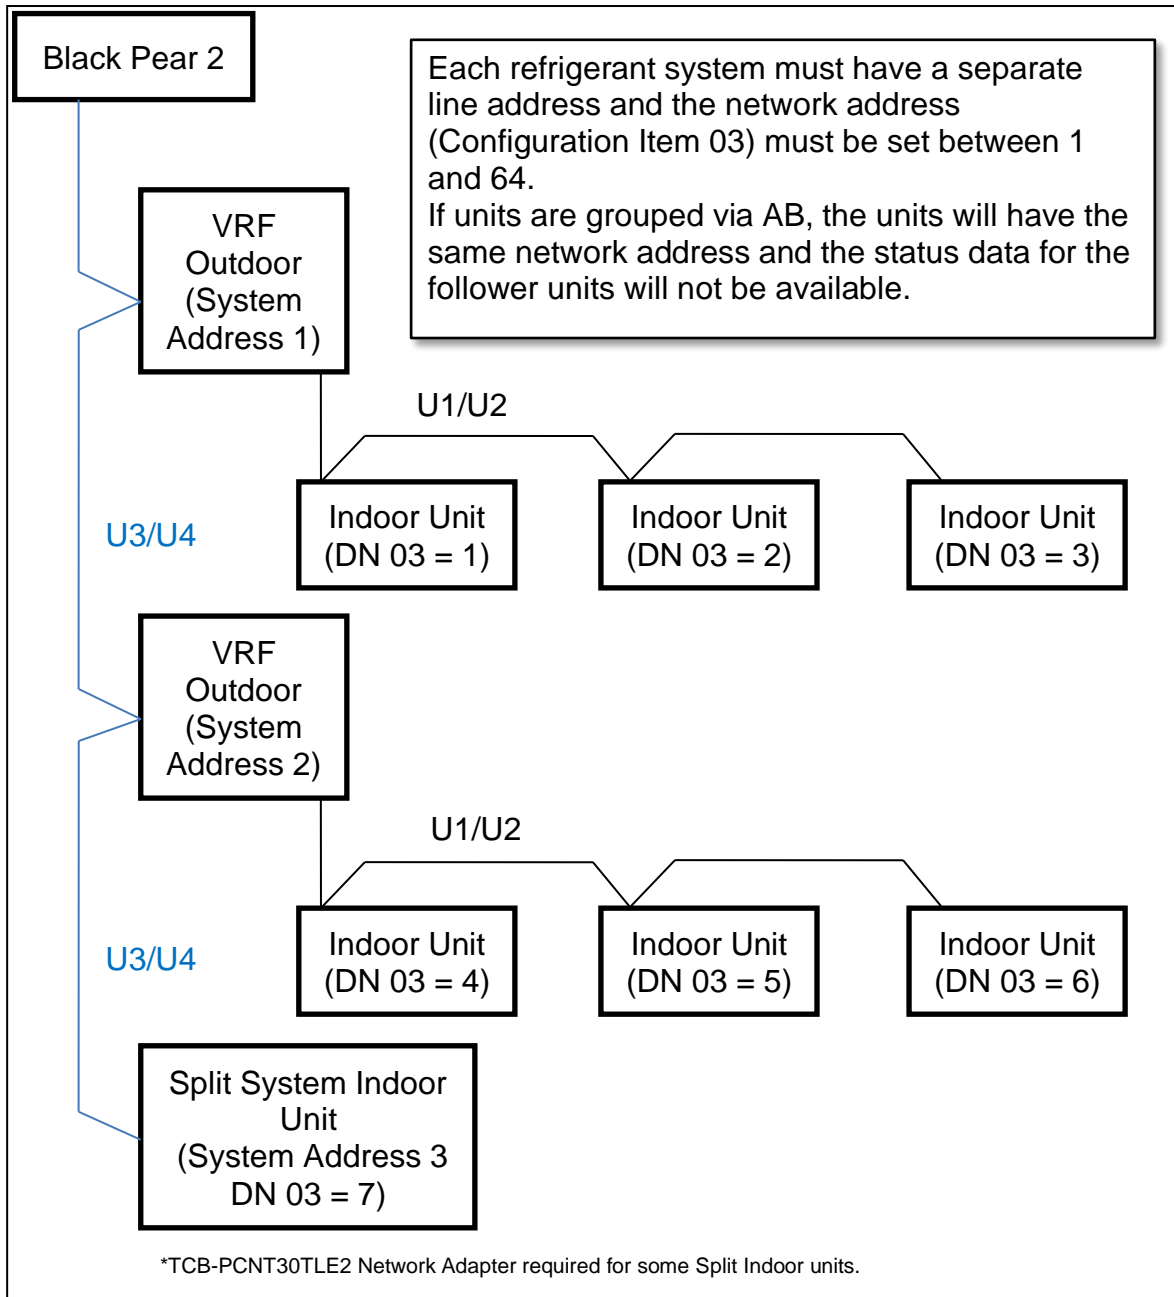 Black Pear 2
Each refrigerant system must have a separate
line address and the network address
(Configuration Item 03) must be set between 1
and 64.
If units are grouped via AB, the units will have the
same network address and the status data for the
follower units will not be available.
VRF
Outdoor
(System
Address 1)
U1/U2
Indoor Unit
(DN 03 = 1)
Indoor Unit
(DN 03 = 2)
Indoor Unit
(DN 03 = 3)
U3/U4
VRF
Outdoor
(System
Address 2)
U1/U2
Indoor Unit
(DN 03 = 4)
Indoor Unit
(DN 03 = 5)
Indoor Unit
(DN 03 = 6)
U3/U4
Split System Indoor
Unit
(System Address 3
DN 03 = 7)
*TCB-PCNT30TLE2 Network Adapter required for some Split Indoor units.